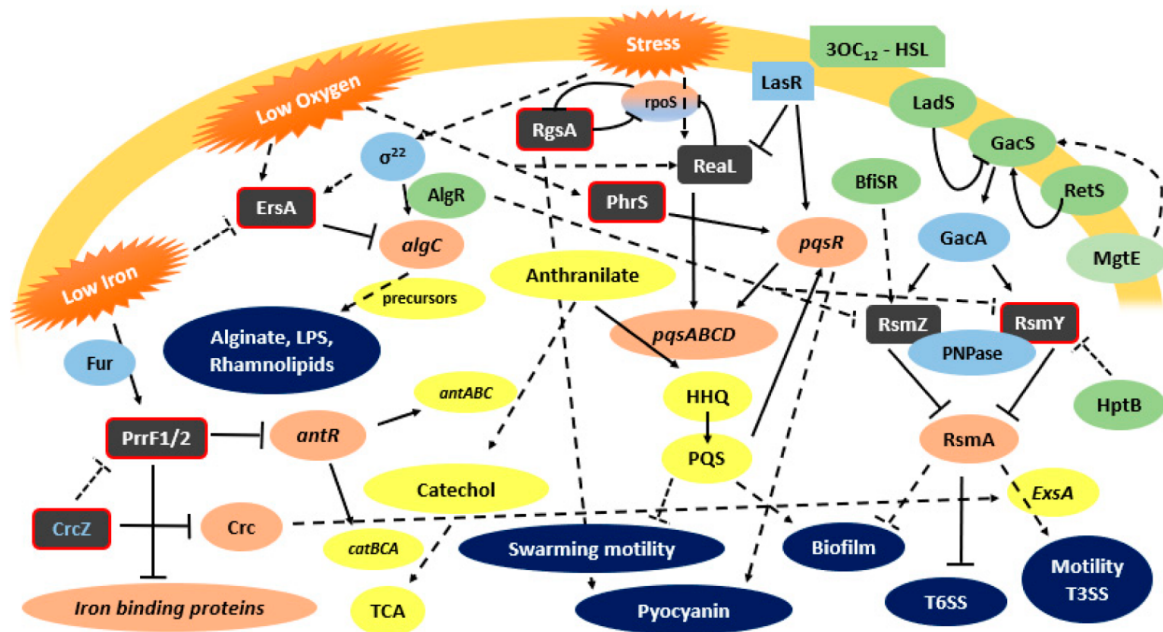 Stress
3OC12 - HSL
Low Oxygen
rpoS
LasR
LadS
RgsA
GacS
σ22
ReaL
BfiSR
RetS
ErsA
AlgR
PhrS
algC
pqsR
GacA
MgtE
Low Iron
Anthranilate
precursors
RsmZ
RsmY
Alginate, LPS,
Rhamnolipids
pqsABCD
PNPase
Fur
antABC
HHQ
HptB
PrrF1/2
antR
RsmA
PQS
Catechol
ExsA
CrcZ
Crc
catBCA
Swarming motility
Biofilm
Motility
T3SS
Iron binding proteins
TCA
Pyocyanin
T6SS